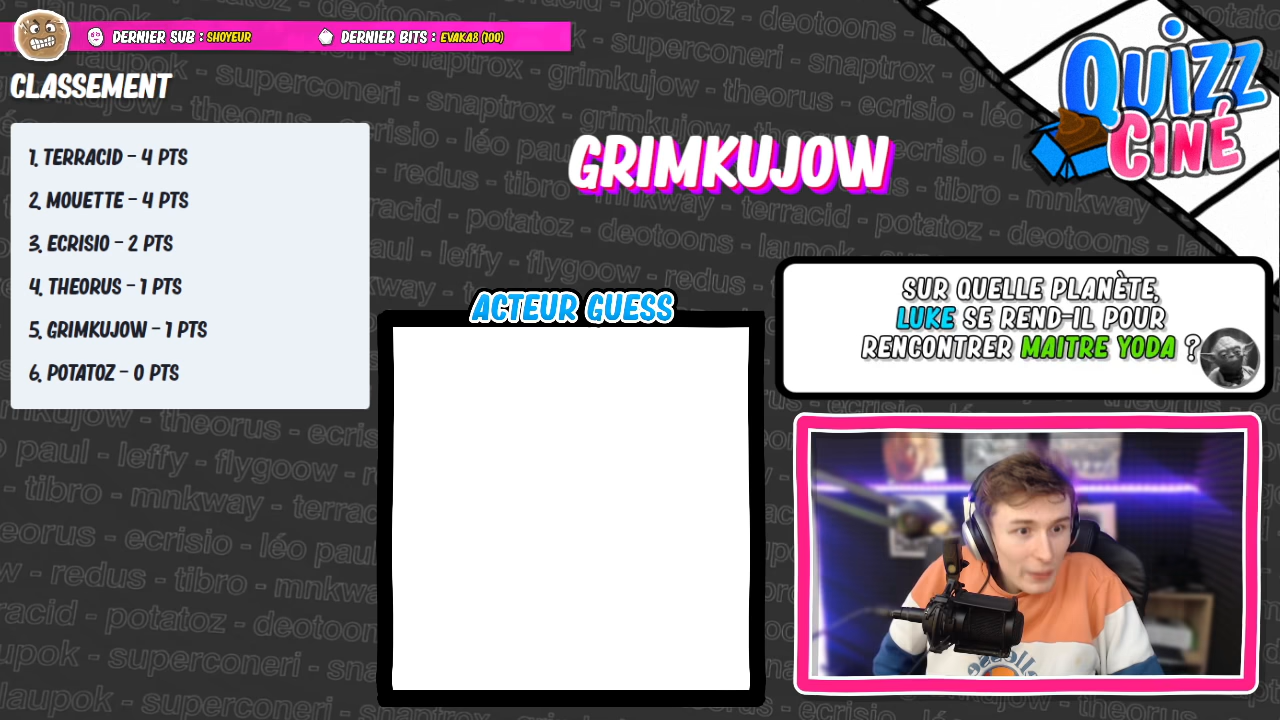 DERNIER SUB : SHOYEUR
DERNIER BITS : EVAKA8 (100)
CLASSEMENT
1. TERRACID - 4 PTS
2. MOUETTE - 4 PTS
3. ECRISIO - 2 PTS
4. THEORUS - 1 PTS
5. GRIMKUJOW - 1 PTS
6. POTATOZ - 0 PTS
GRIMKUJOW
QUIZZ
CINÉ
ACTEUR GUESS
SUR QUELLE PLANÈTE,
LUKE SE REND-IL POUR
RENCONTRER MAITRE YODA ?